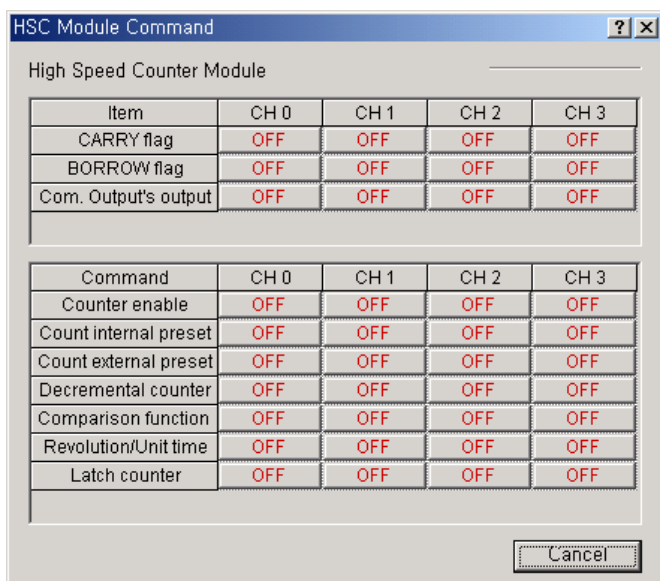 HSC Module Command
High Speed Counter Module
Item CH 0 CH 1 CH 2 CH 3
CARRY flag OFF OFF OFF OFF
BORROW flag OFF OFF OFF OFF
Com. Output's output OFF OFF OFF OFF
Command CH 0 CH 1 CH 2 CH 3
Counter enable OFF OFF OFF OFF
Count internal preset OFF OFF OFF OFF
Count external preset OFF OFF OFF OFF
Decremental counter OFF OFF OFF OFF
Comparison function OFF OFF OFF OFF
Revolution/Unit time OFF OFF OFF OFF
Latch counter OFF OFF OFF OFF
Cancel